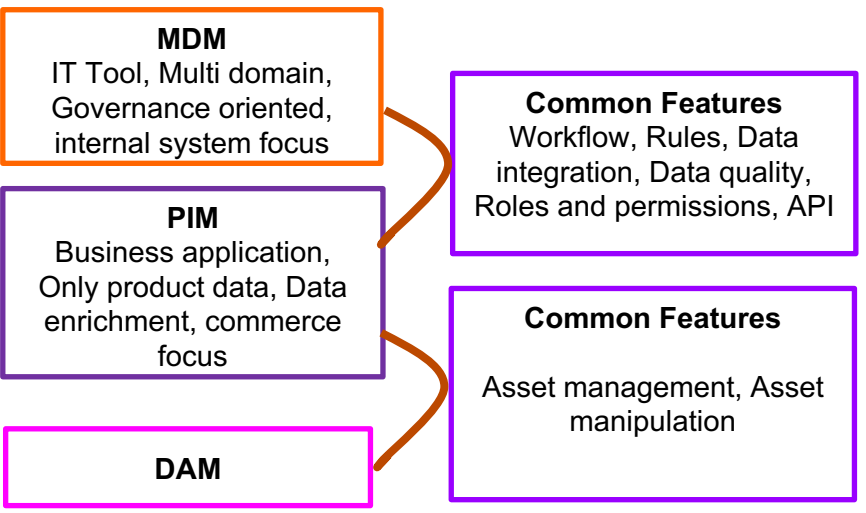 MDM
IT Tool, Multi domain,
Governance oriented,
internal system focus
PIM
Business application,
Only product data, Data
enrichment, commerce
focus
DAM
Common Features
Workflow, Rules, Data
integration, Data quality,
Roles and permissions, API
Common Features
Asset management, Asset
manipulation